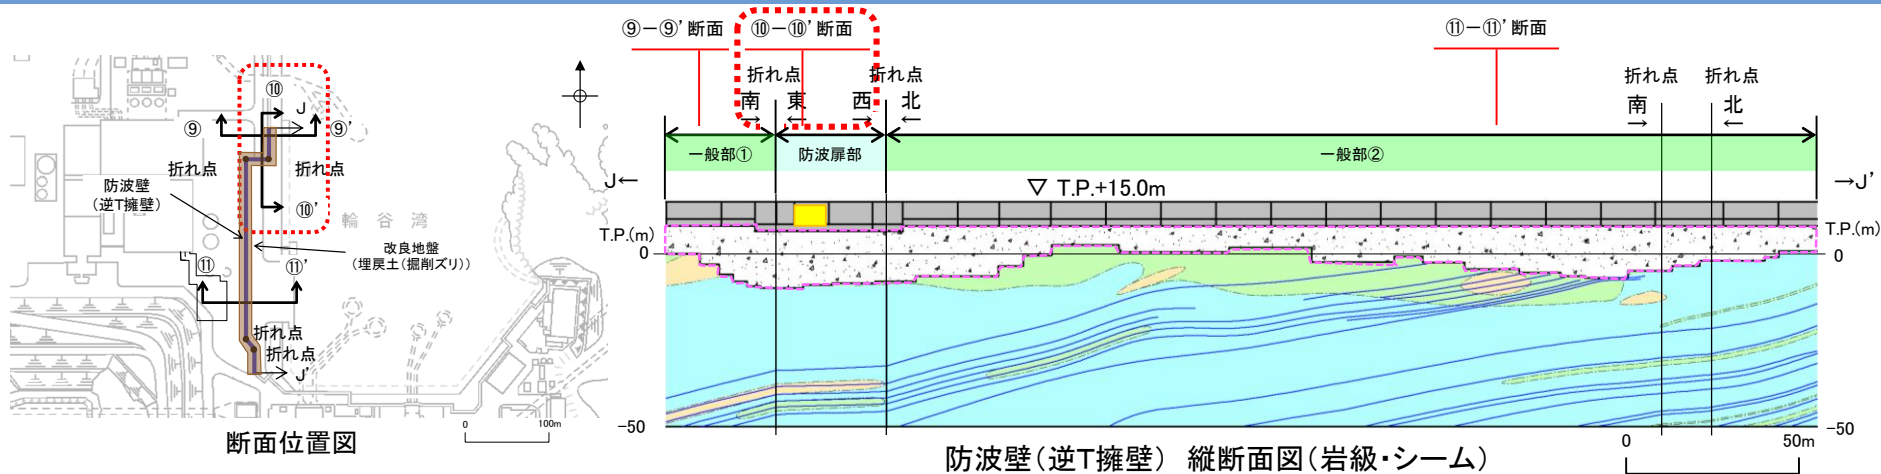 ⑨－⑨’断面
⑩－⑩’断面
⑪－⑪’断面
折れ点
折れ点
折れ点
折れ点
南
東
西
北
南
北
→
←
→
←
→
←
一般部①
防波扉部
一般部②
J←
▽ T.P.+15.0m
→J’
T.P.(m)
T.P.(m)
0
0
-50
-50
0
50m
防波壁（逆T擁壁） 縦断面図（岩級・シーム）
⑩
J
⑨
⑨’
折れ点
折れ点
防波壁
（逆T擁壁）
⑩’
輪谷湾
改良地盤
（埋戻土（掘削ズリ））
⑪
⑪’
折れ点
折れ点
J’
0
100m
断面位置図